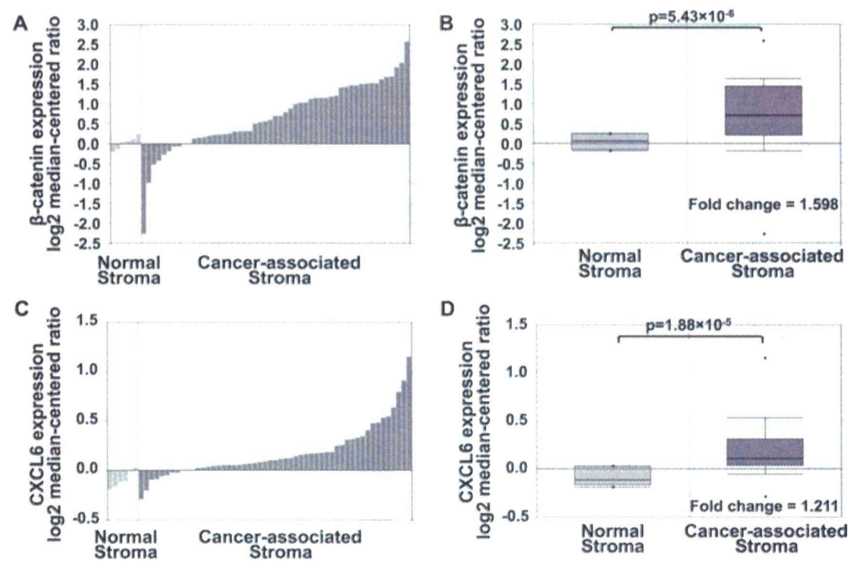 A
β-catenin expression
log2 median-centered ratio
3.0
2.5
2.0
1.5
1.0
0.5
0.0
-0.5
-1.0
-1.5
-2.0
-2.5
Normal
Stroma
Cancer-associated
Stroma
B
β-catenin expression
log2 median-centered ratio
3.0
2.5
2.0
1.5
1.0
0.5
0.0
-0.5
-1.0
-1.5
-2.0
-2.5
p=5.43×10-6
Fold change = 1.598
Normal
Stroma
Cancer-associated
Stroma
C
CXCL6 expression
log2 median-centered ratio
1.5
1.0
0.5
0.0
-0.5
Normal
Stroma
Cancer-associated
Stroma
D
CXCL6 expression
log2 median-centered ratio
1.5
1.0
0.5
0.0
-0.5
p=1.88×10-5
Fold change = 1.211
Normal
Stroma
Cancer-associated
Stroma